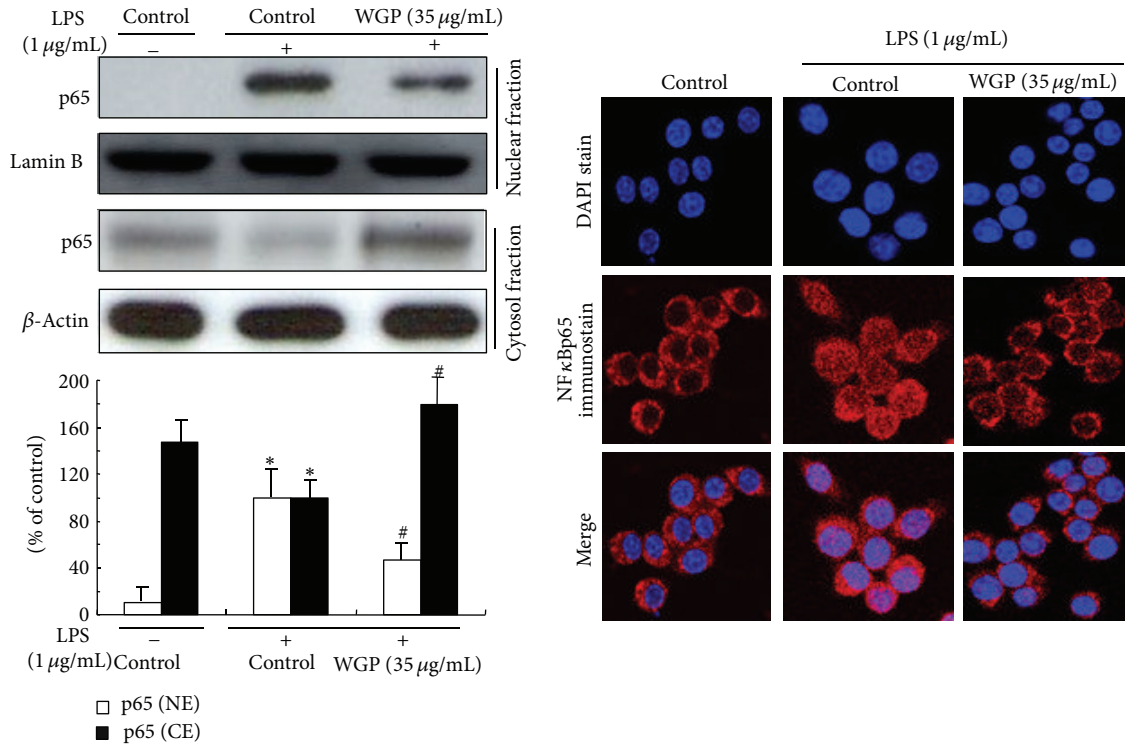 LPS
(1 μg/mL)
Control
Control
WGP (35 μg/mL)
–
+
+
p65
Lamin B
Nuclear fraction
p65
β-Actin
Cytosol fraction
(% of control)
200
160
120
80
40
0
*
*
#
#
LPS
(1 μg/mL)
–
+
+
Control
Control
WGP (35 μg/mL)
p65 (NE)
p65 (CE)
LPS (1 μg/mL)
Control
Control
WGP (35 μg/mL)
DAPI stain
NFκBp65
immunostain
Merge